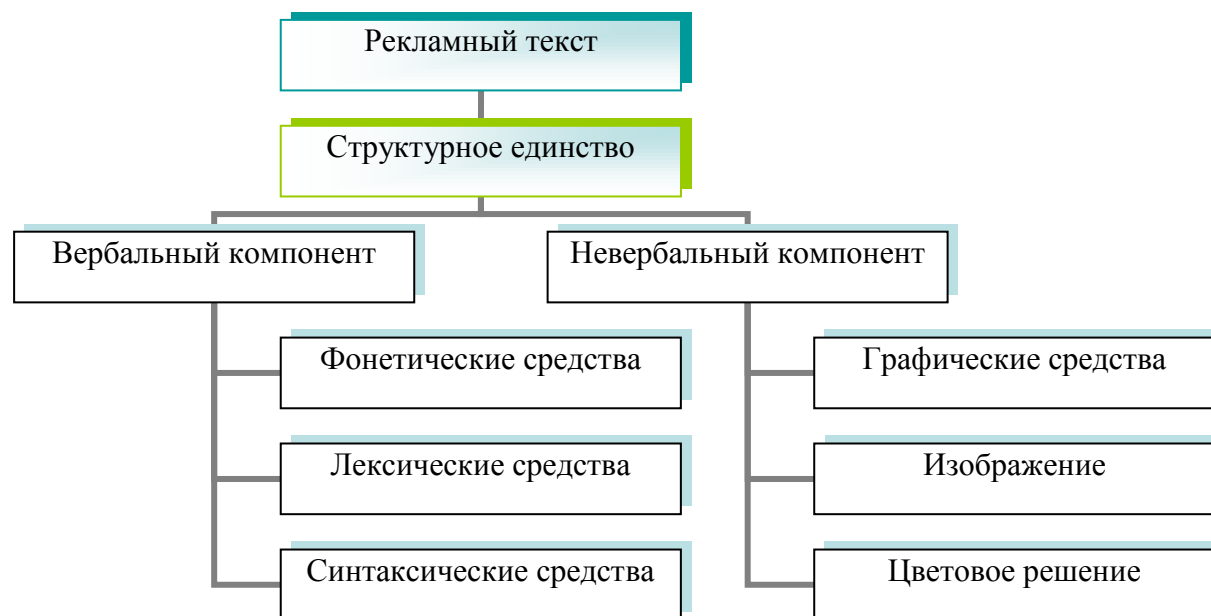 Рекламный текст
Структурное единство
Вербальный компонент
Невербальный компонент
Фонетические средства
Графические средства
Лексические средства
Изображение
Синтаксические средства
Цветовое решение